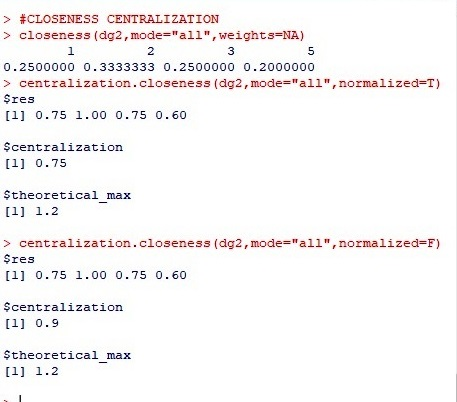 > #CLOSENESS CENTRALIZATION
> closeness(dg2,mode="all",weights=NA)
1 2 3 5
0.2500000 0.3333333 0.2500000 0.2000000
> centralization.closeness(dg2,mode="all",normalized=T)
$res
[1] 0.75 1.00 0.75 0.60
$centralization
[1] 0.75
$theoretical_max
[1] 1.2
> centralization.closeness(dg2,mode="all",normalized=F)
$res
[1] 0.75 1.00 0.75 0.60
$centralization
[1] 0.9
$theoretical_max
[1] 1.2
> |